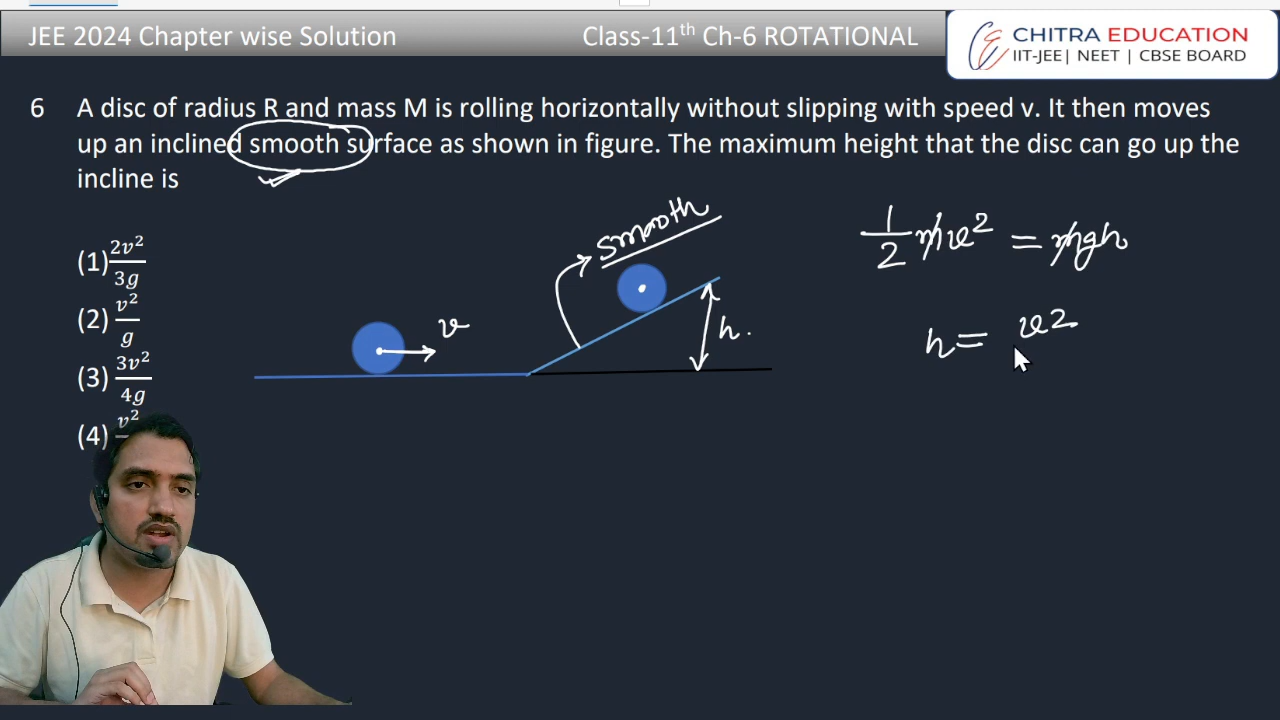 JEE 2024 Chapter wise Solution
Class-11th Ch-6 ROTATIONAL
CHITRA EDUCATION
IIT-JEE | NEET | CBSE BOARD
6 A disc of radius R and mass M is rolling horizontally without slipping with speed v. It then moves
up an inclined smooth surface as shown in figure. The maximum height that the disc can go up the
incline is
(1) 2v²/3g
(2) v²/g
(3) 3v²/4g
(4) v²
smooth
v
h.
1/2 mv² = mgh
h = v²